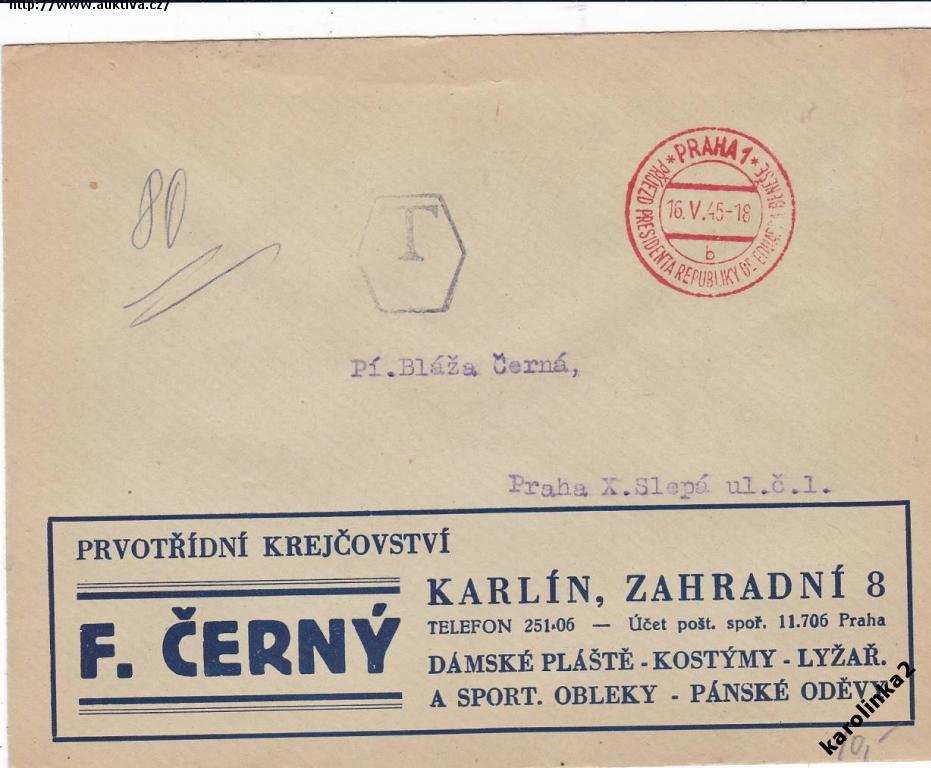 http://www.auktiva.cz/
* PRAHA 1 *
PŘÍJEZD PRESIDENTA REPUBLIKY DR EDUARDA BENEŠE
16. V. 45-18
b
80
T
Pí.Bláža Černá,
Praha X.Slepá ul.č.1.
PRVOTŘÍDNÍ KREJČOVSTVÍ
F. ČERNÝ
KARLÍN, ZAHRADNÍ 8
TELEFON 251-06 — Účet pošt. spoř. 11.706 Praha
DÁMSKÉ PLÁŠTĚ - KOSTÝMY - LYŽAŘ.
A SPORT. OBLEKY - PÁNSKÉ ODĚVY
karolinka2